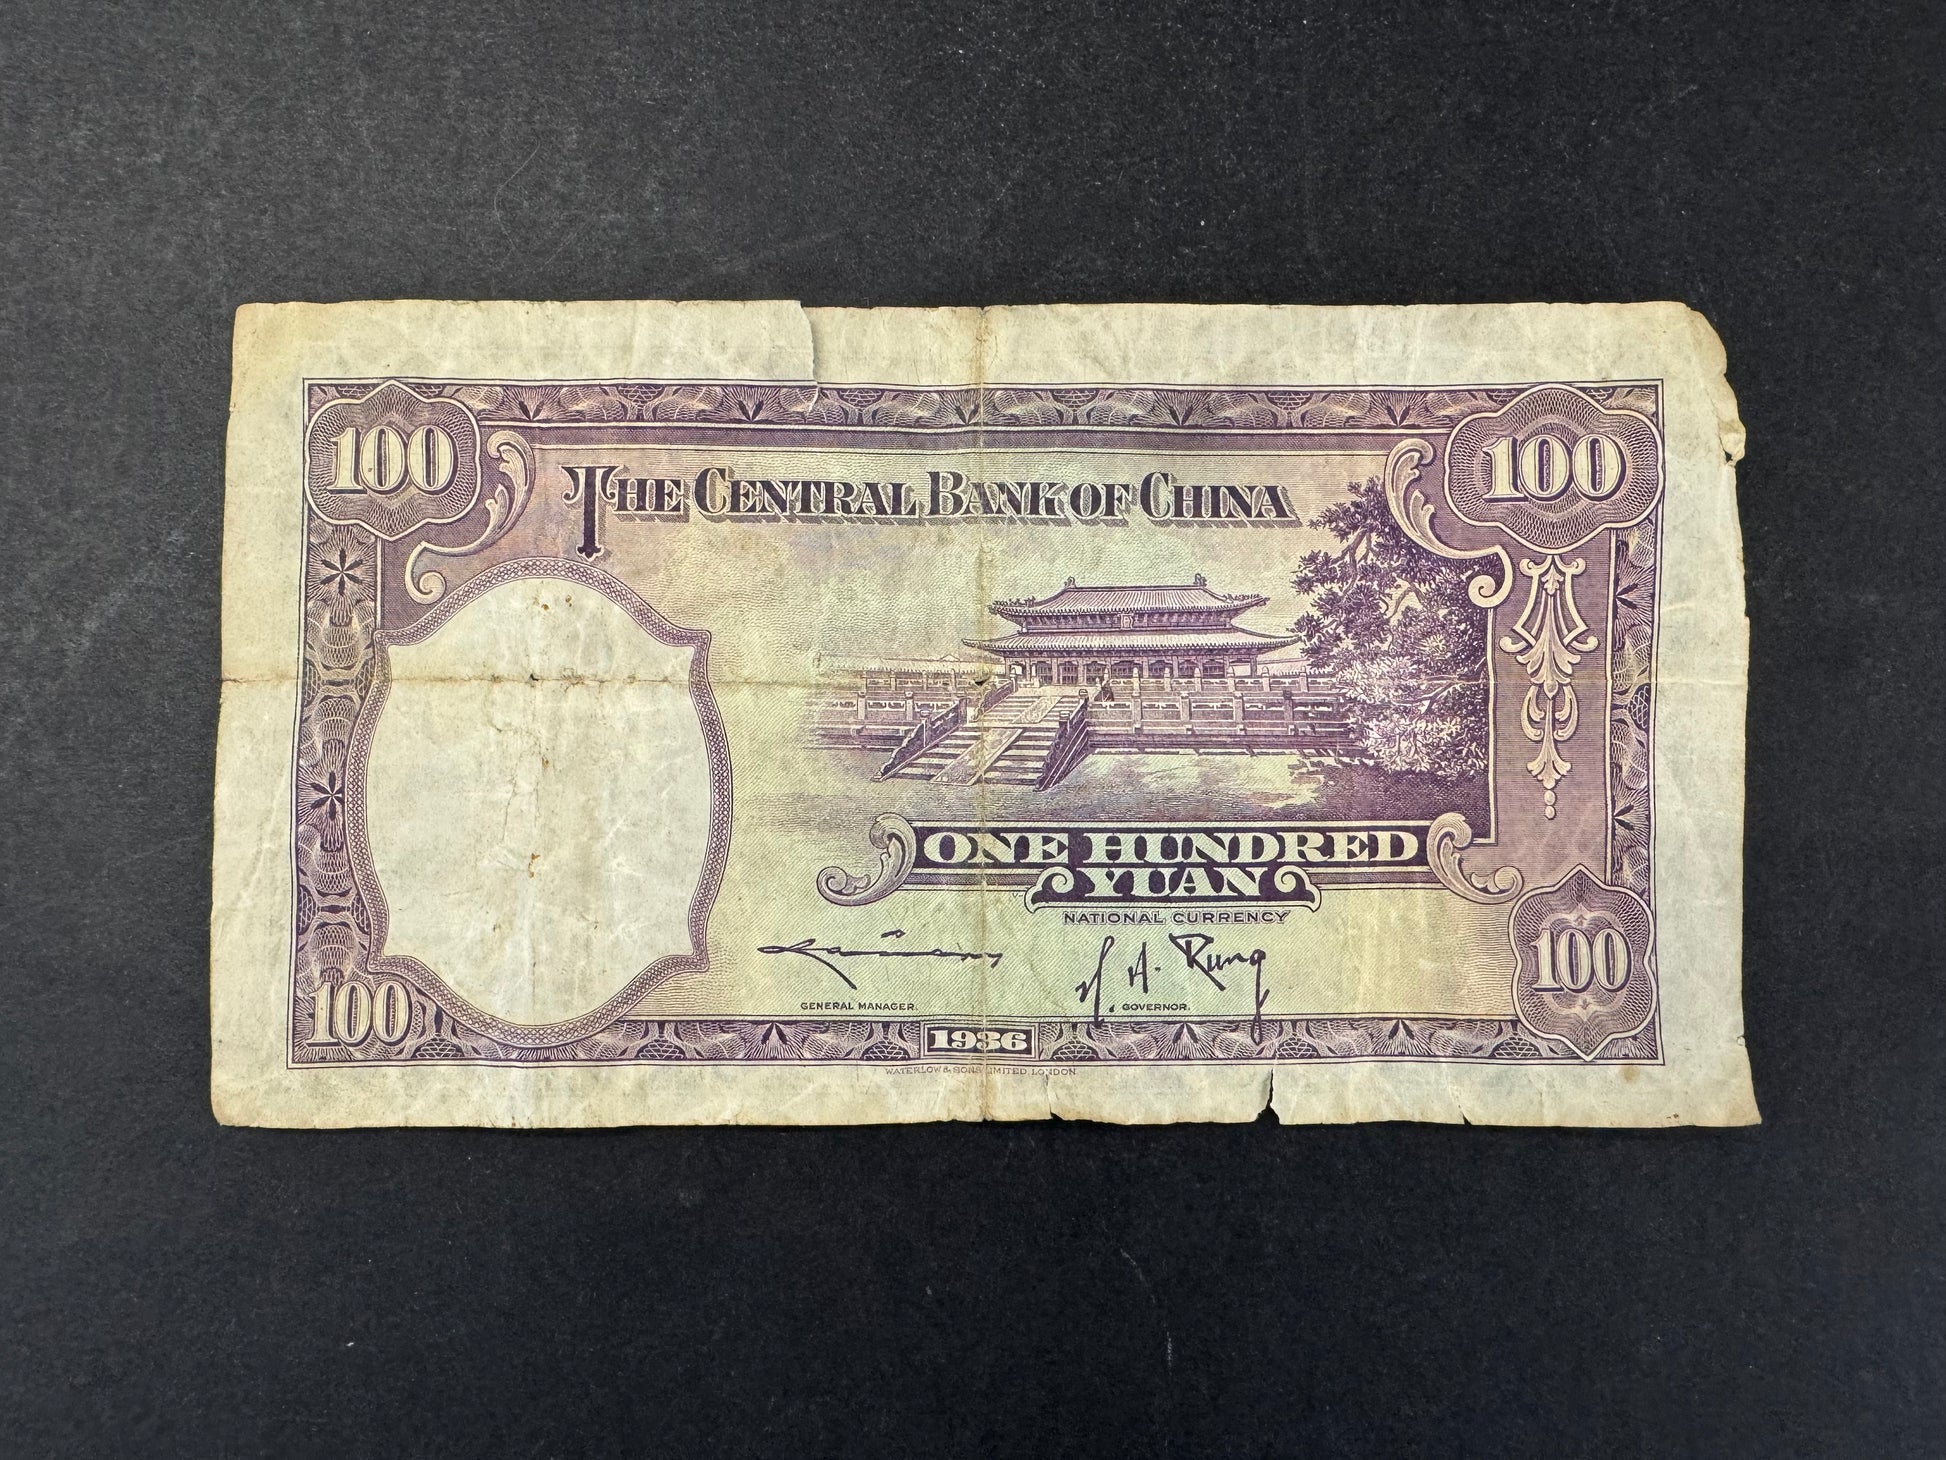 100
100
THE CENTRAL BANK OF CHINA
ONE HUNDRED
YUAN
NATIONAL CURRENCY
H. H. Kung
GENERAL MANAGER.
GOVERNOR.
100
100
1936
WATERLOW & SONS LIMITED. LONDON